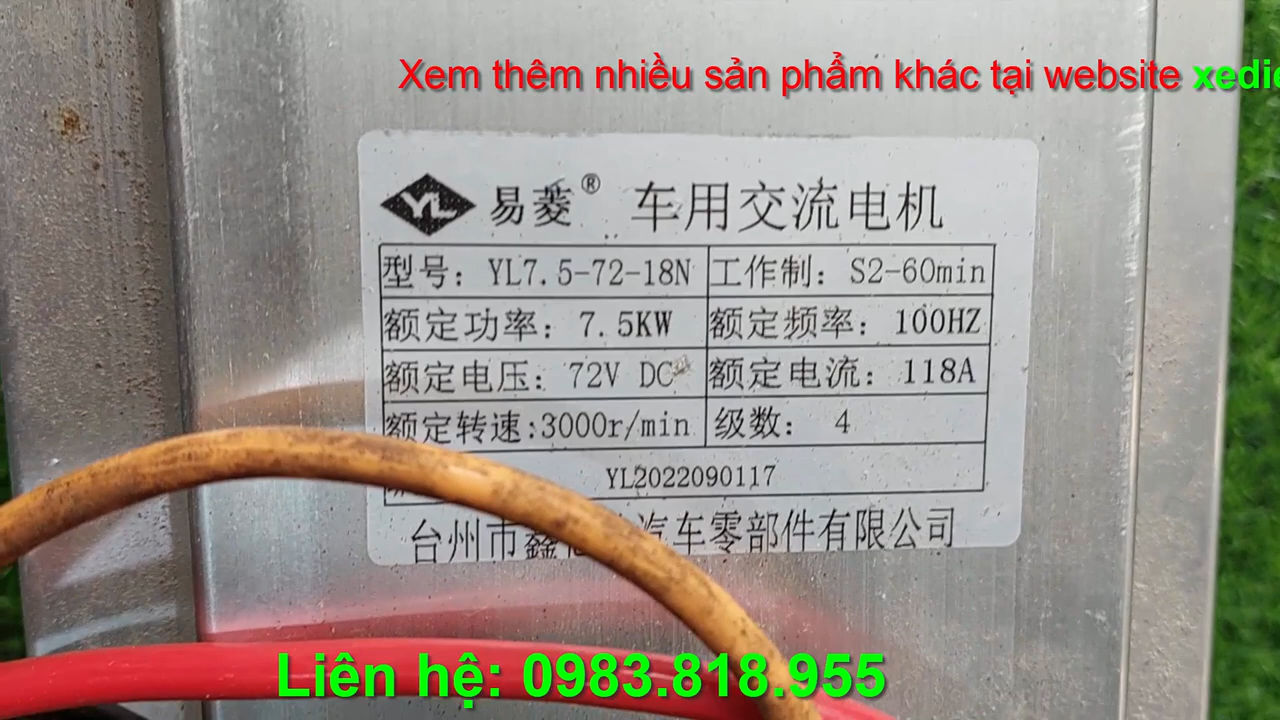 Xem thêm nhiều sản phẩm khác tại website xedi
YL 易菱® 车用交流电机
型号: YL7.5-72-18N 工作制: S2-60min
额定功率: 7.5KW 额定频率: 100HZ
额定电压: 72V DC 额定电流: 118A
额定转速:3000r/min 级数: 4
YL2022090117
台州市鑫 汽车零部件有限公司
Liên hệ: 0983.818.955